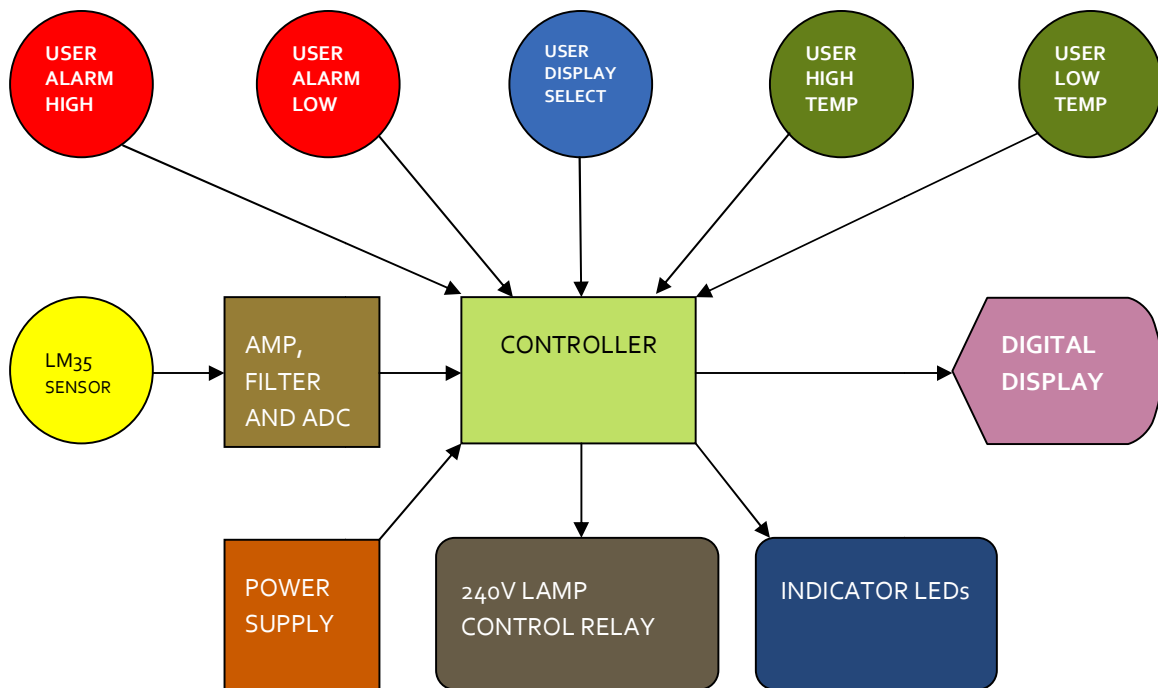 USER
ALARM
HIGH
USER
ALARM
LOW
USER
DISPLAY
SELECT
USER
HIGH
TEMP
USER
LOW
TEMP
LM35
SENSOR
AMP,
FILTER
AND ADC
CONTROLLER
DIGITAL
DISPLAY
POWER
SUPPLY
240V LAMP
CONTROL RELAY
INDICATOR LEDs